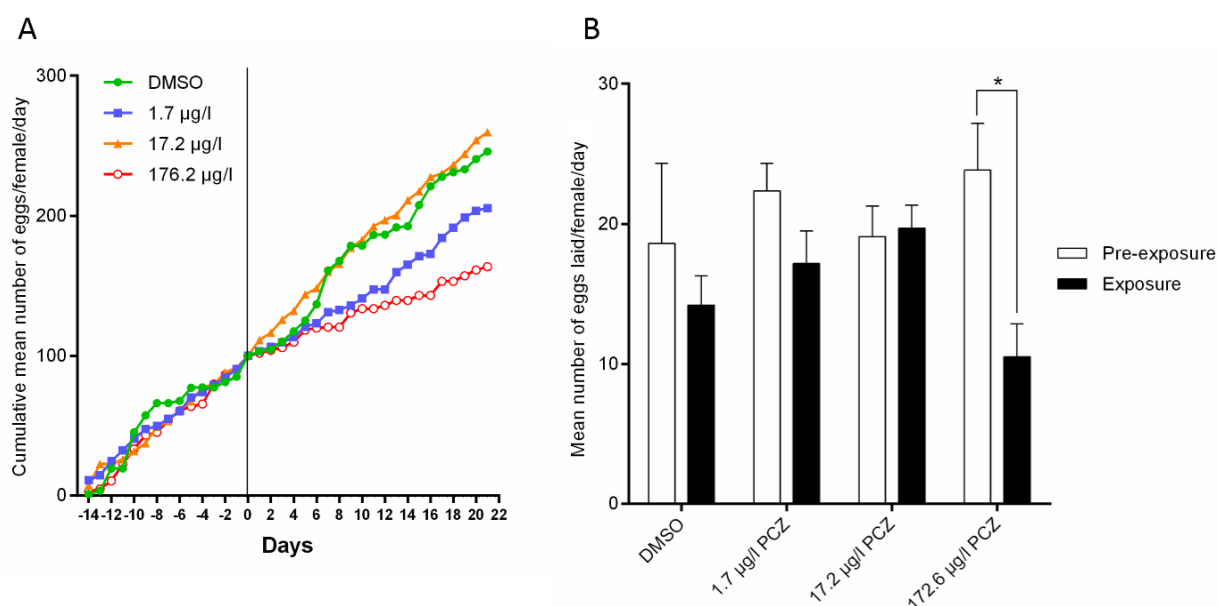 A
Cumulative mean number of eggs/female/day
300
200
100
0
DMSO
1.7 µg/l
17.2 µg/l
176.2 µg/l
-14 -12 -10 -8 -6 -4 -2 0 2 4 6 8 10 12 14 16 18 20 22
Days
B
Mean number of eggs laid/female/day
30
20
10
0
*
Pre-exposure
Exposure
DMSO
1.7 µg/l PCZ
17.2 µg/l PCZ
172.6 µg/l PCZ